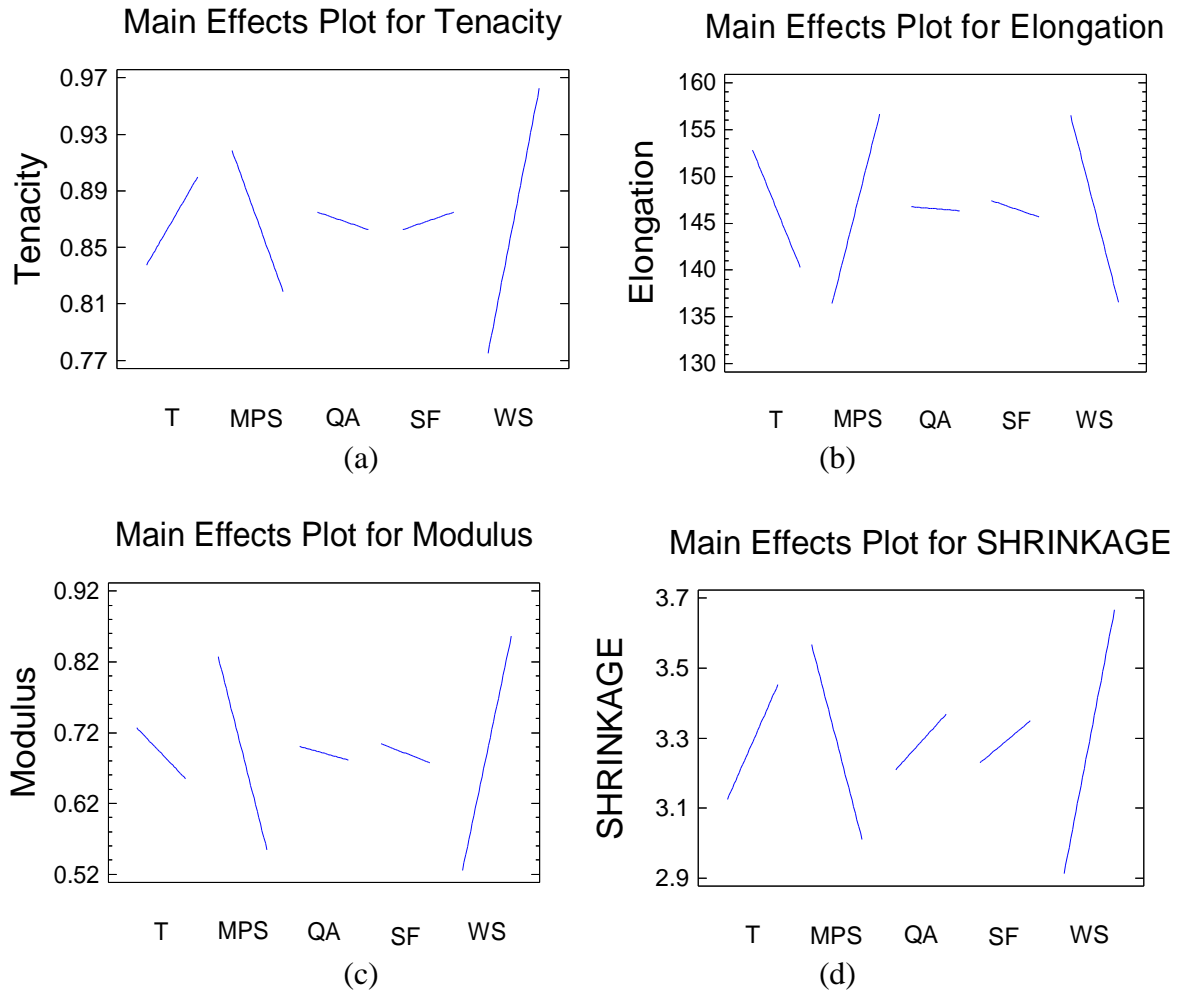 Main Effects Plot for Tenacity
Tenacity
0.97
0.93
0.89
0.85
0.81
0.77
T MPS QA SF WS
(a)
Main Effects Plot for Elongation
Elongation
160
155
150
145
140
135
130
T MPS QA SF WS
(b)
Main Effects Plot for Modulus
Modulus
0.92
0.82
0.72
0.62
0.52
T MPS QA SF WS
(c)
Main Effects Plot for SHRINKAGE
SHRINKAGE
3.7
3.5
3.3
3.1
2.9
T MPS QA SF WS
(d)